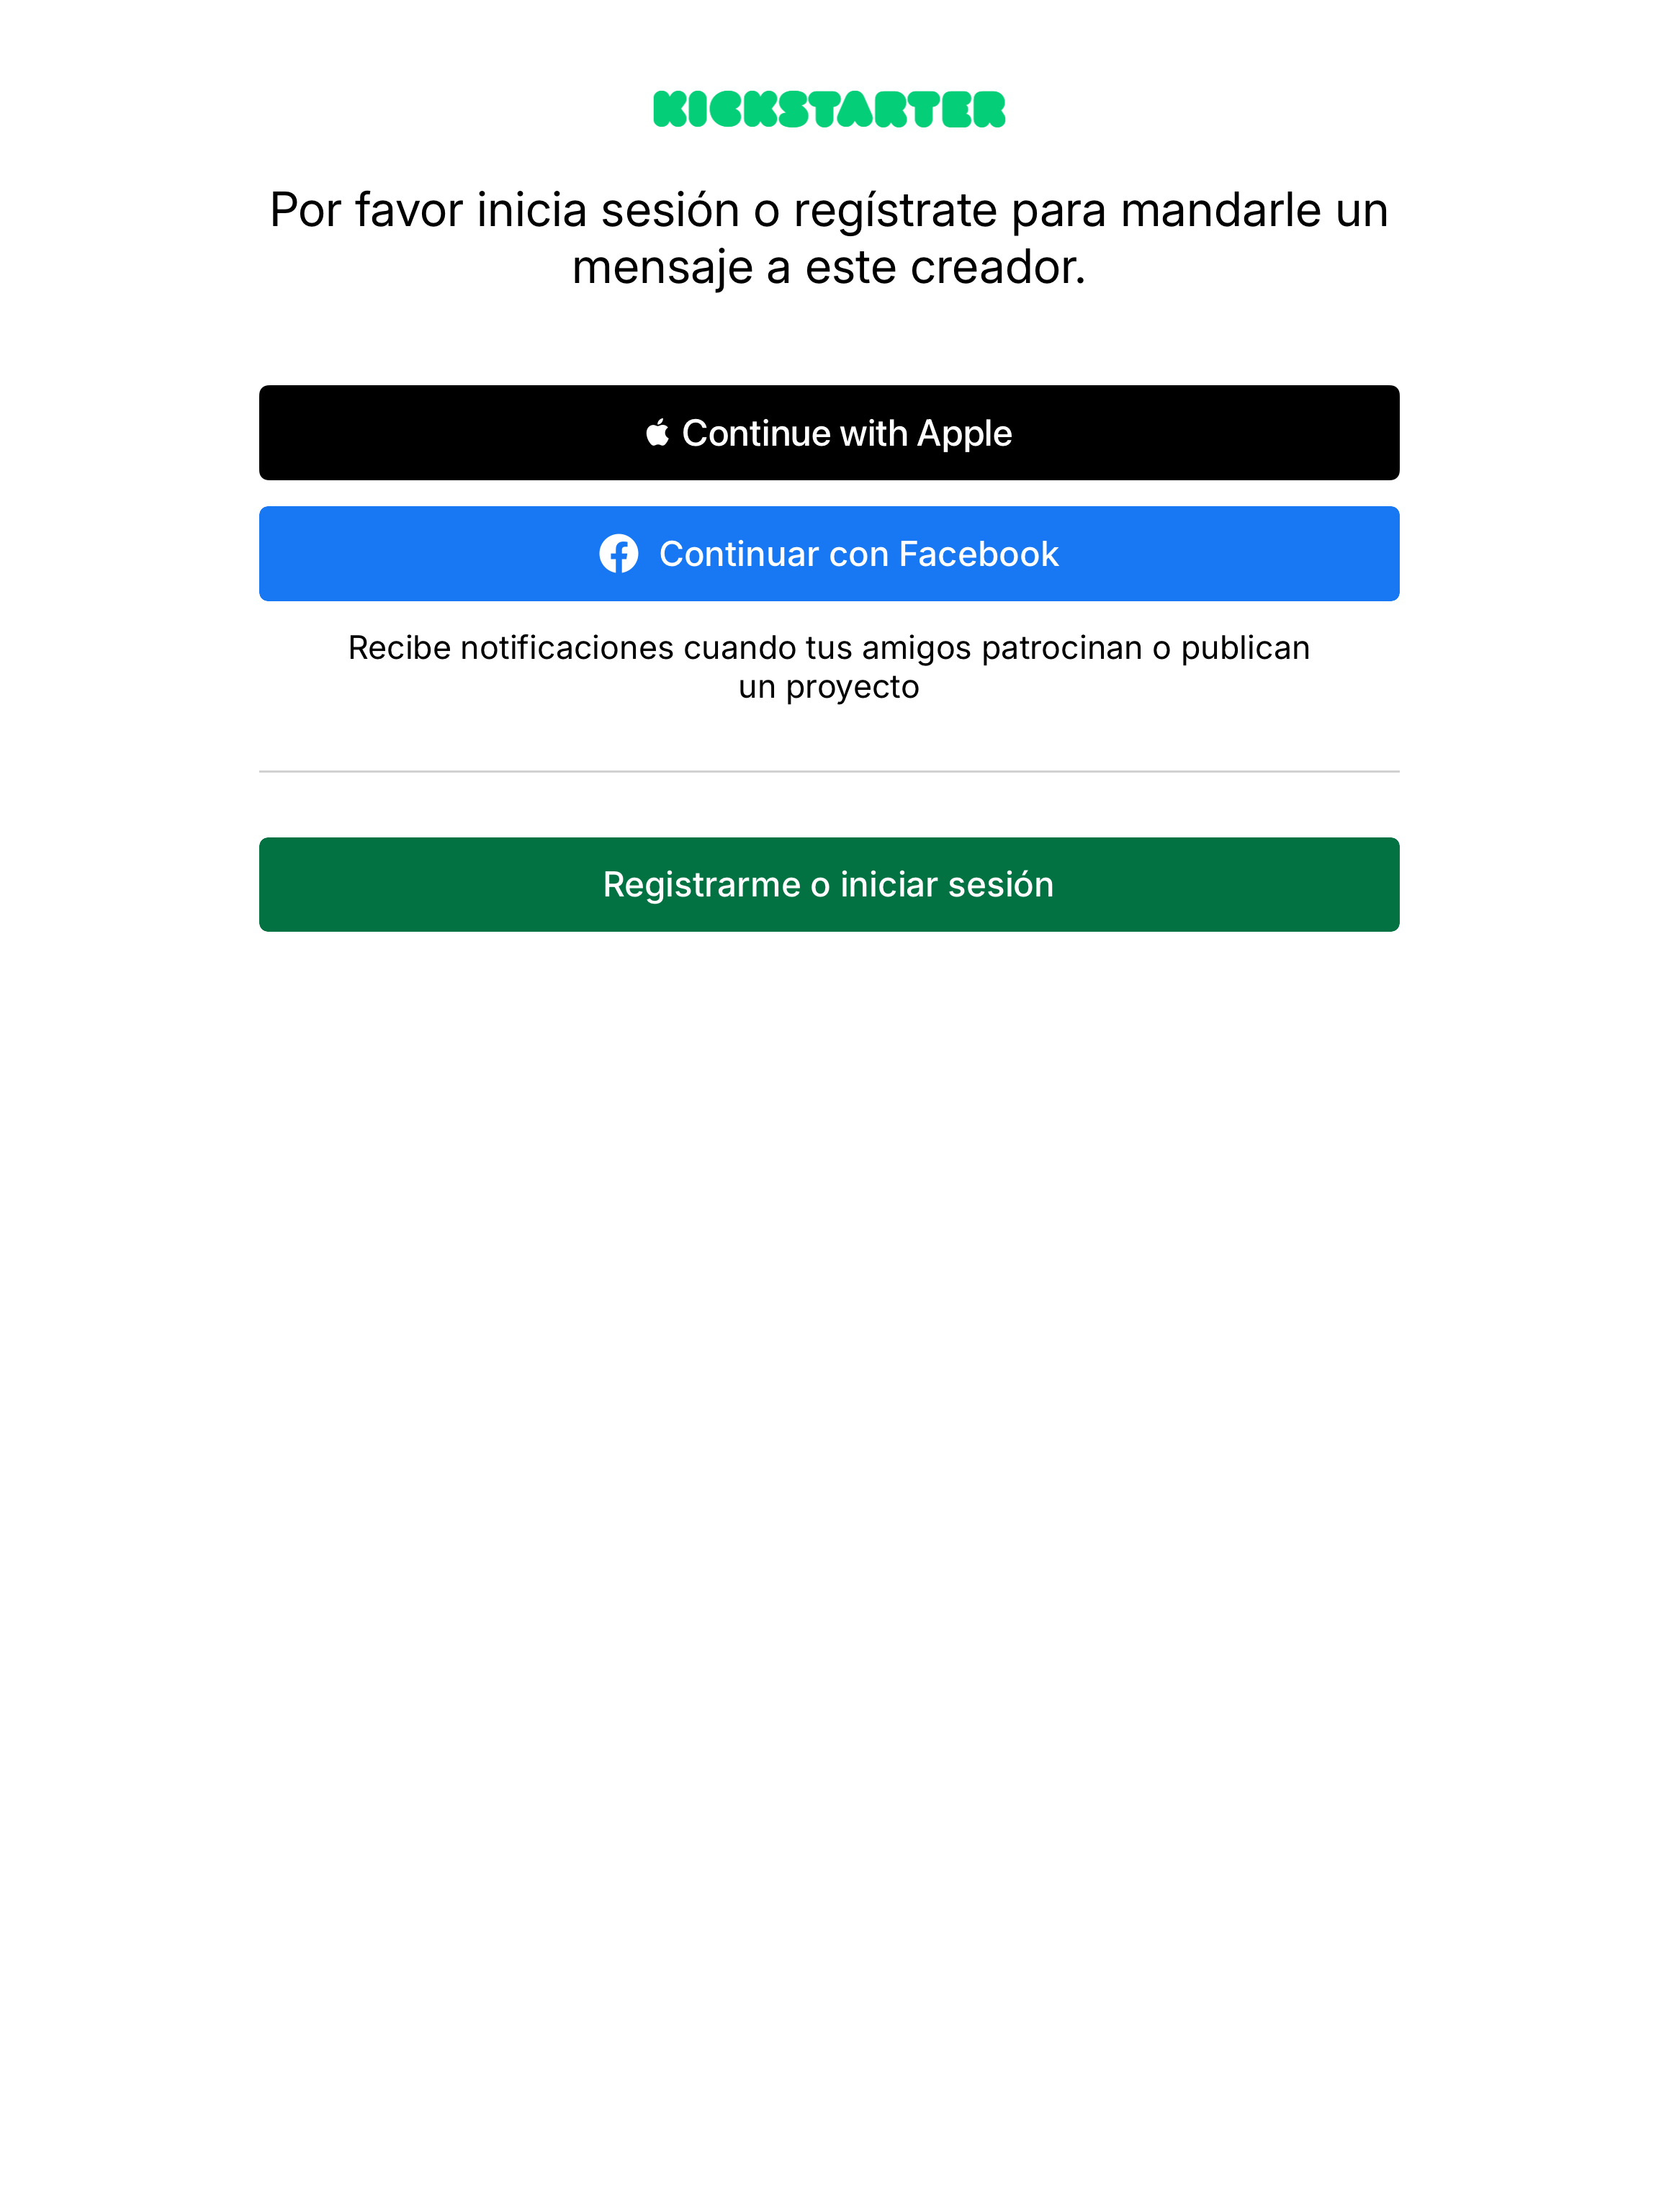 KICKSTARTER
Por favor inicia sesión o regístrate para mandarle un
mensaje a este creador.
Continue with Apple
Continuar con Facebook
Recibe notificaciones cuando tus amigos patrocinan o publican
un proyecto
Registrarme o iniciar sesión